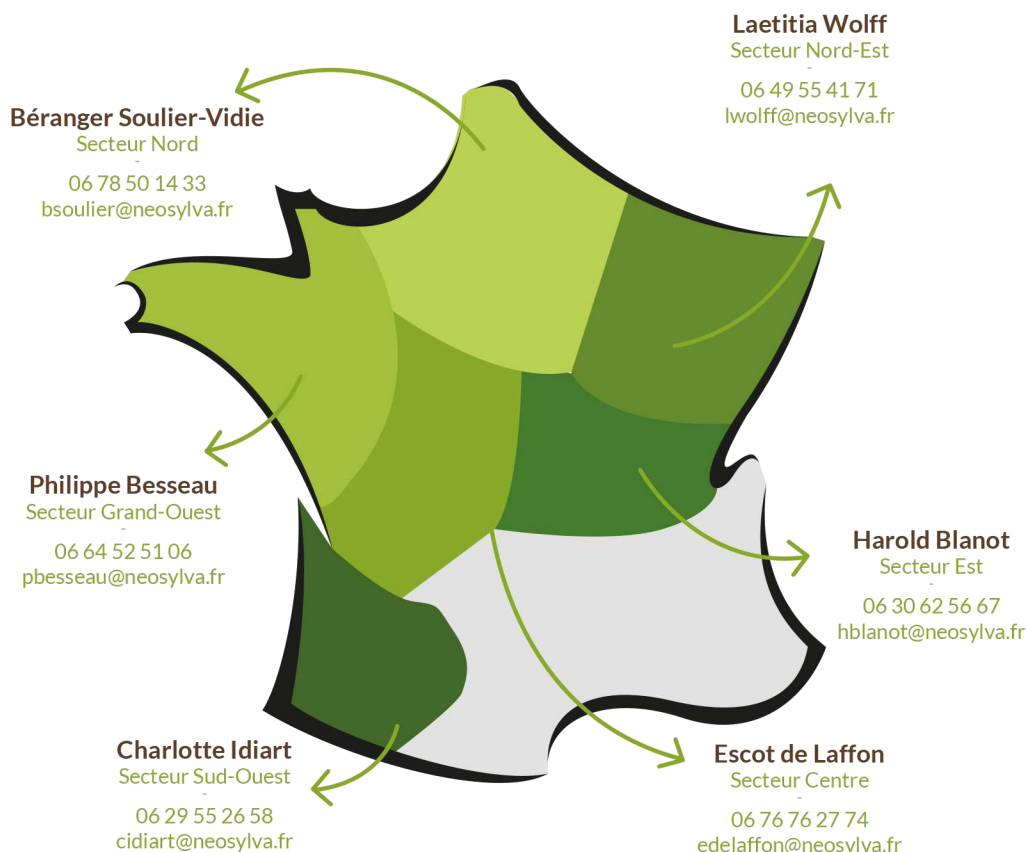 Laetitia Wolff
Secteur Nord-Est
-
06 49 55 41 71
lwolff@neosylva.fr
Béranger Soulier-Vidie
Secteur Nord
-
06 78 50 14 33
bsoulier@neosylva.fr
Philippe Besseau
Secteur Grand-Ouest
-
06 64 52 51 06
pbesseau@neosylva.fr
Harold Blanot
Secteur Est
-
06 30 62 56 67
hblanot@neosylva.fr
Charlotte Idiart
Secteur Sud-Ouest
-
06 29 55 26 58
cidiart@neosylva.fr
Escot de Laffon
Secteur Centre
-
06 76 76 27 74
edelaffon@neosylva.fr